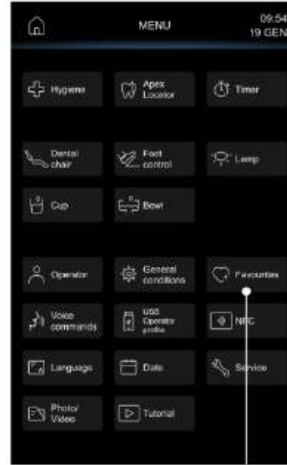 MENU
09:54
19 GEN
Hygiene
Apex
Locator
Timer
Dental
chair
Foot
control
Lamp
Cup
Bowl
Operator
General
conditions
Favourites
Voice
commands
USB
Operator
profile
NFC
Language
Date
Service
Photo/
Video
Tutorial